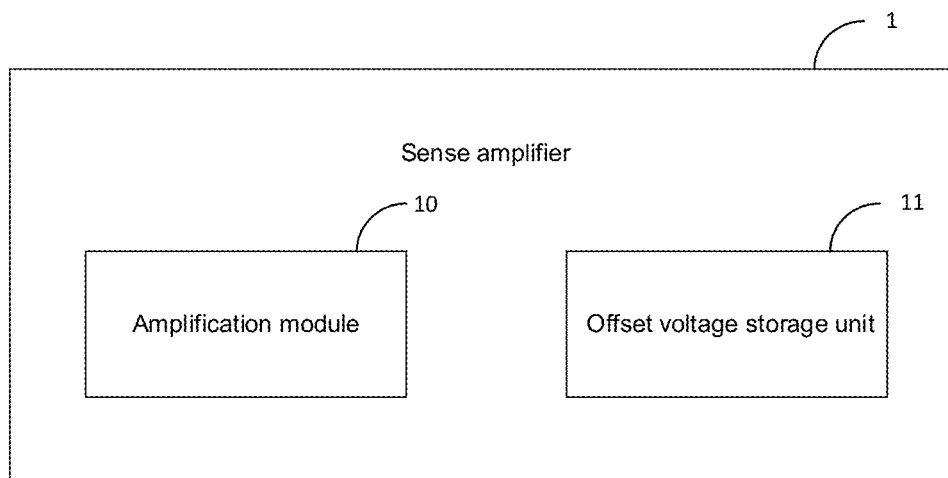 1
Sense amplifier
10
11
Amplification module
Offset voltage storage unit